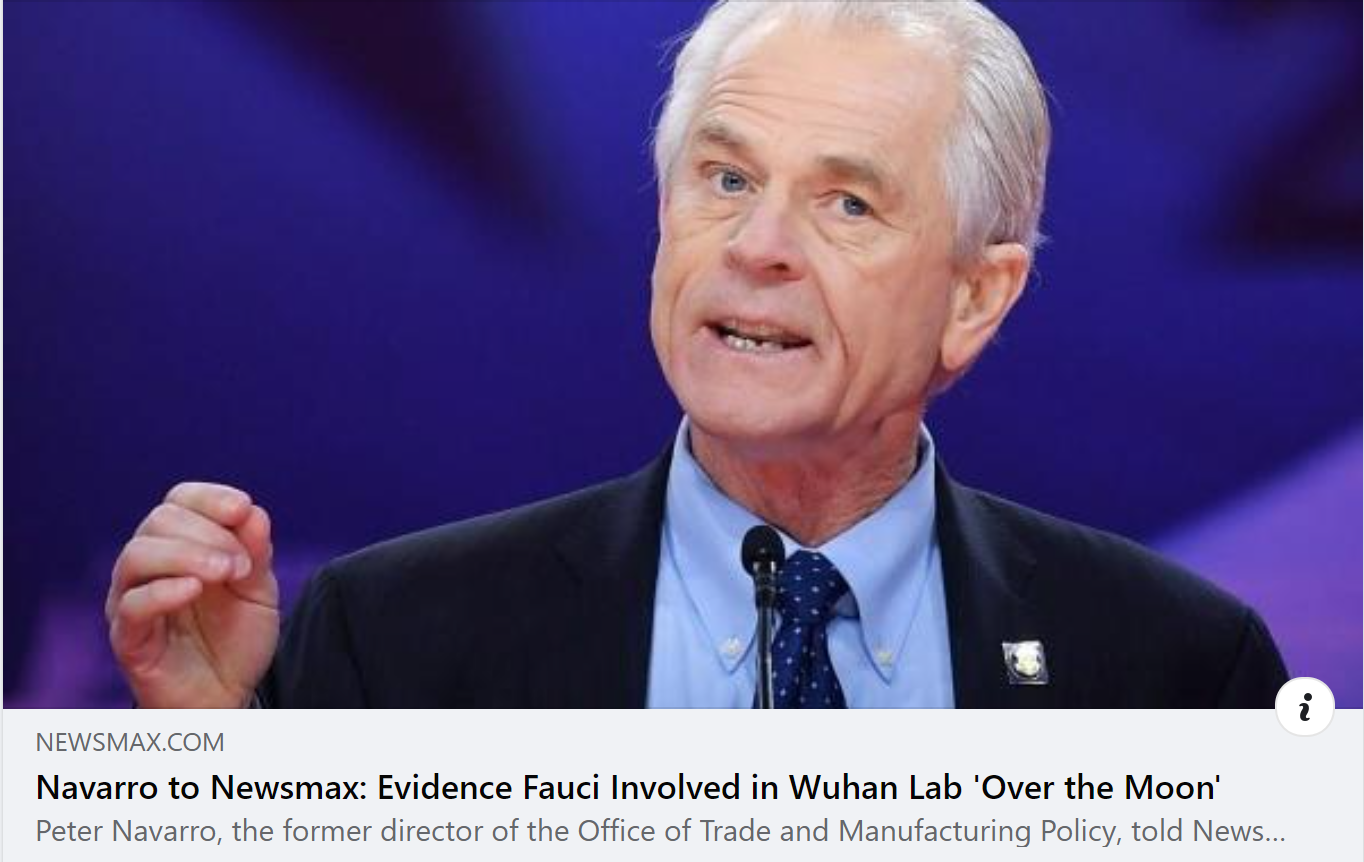 NEWSMAX.COM
Navarro to Newsmax: Evidence Fauci Involved in Wuhan Lab 'Over the Moon'
Peter Navarro, the former director of the Office of Trade and Manufacturing Policy, told News...